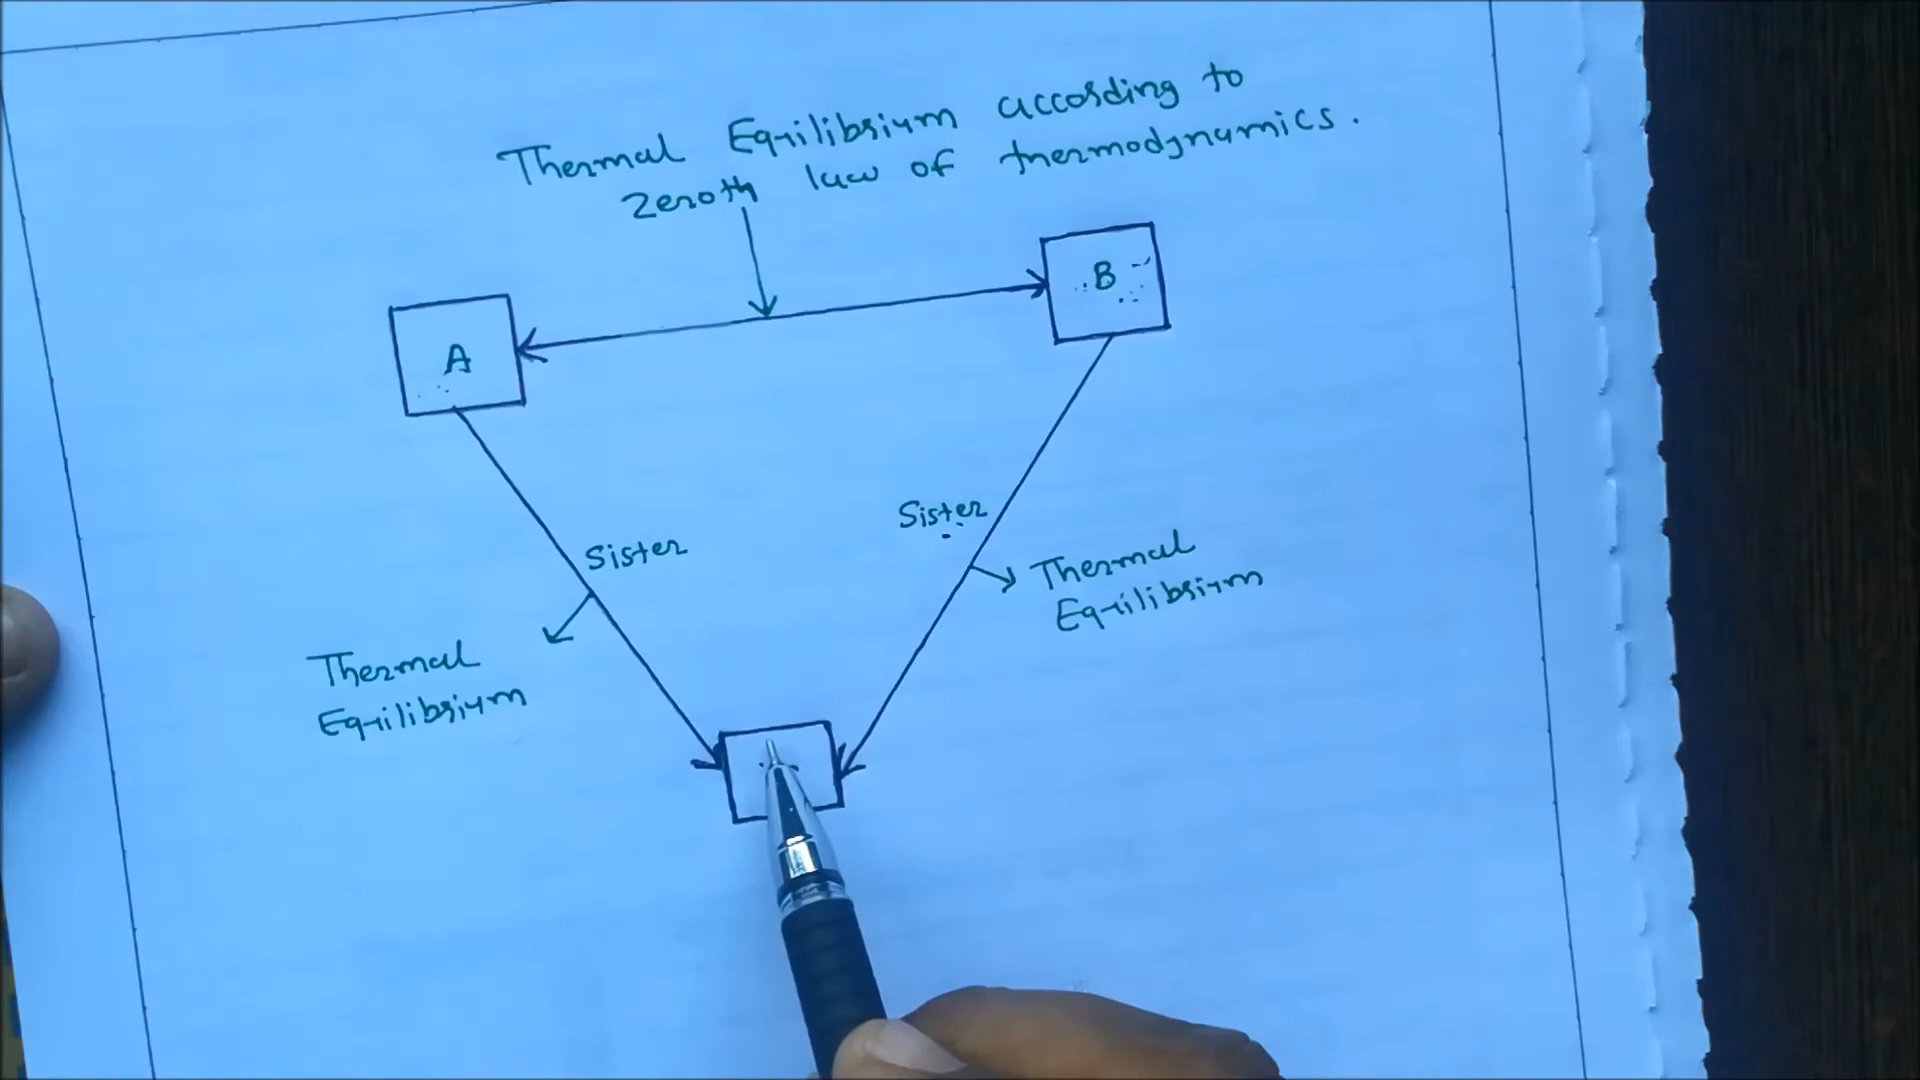 Thermal Equilibrium according to
Zeroth law of thermodynamics.
A
B
Sister
Sister
Thermal
Equilibrium
Thermal
Equilibrium